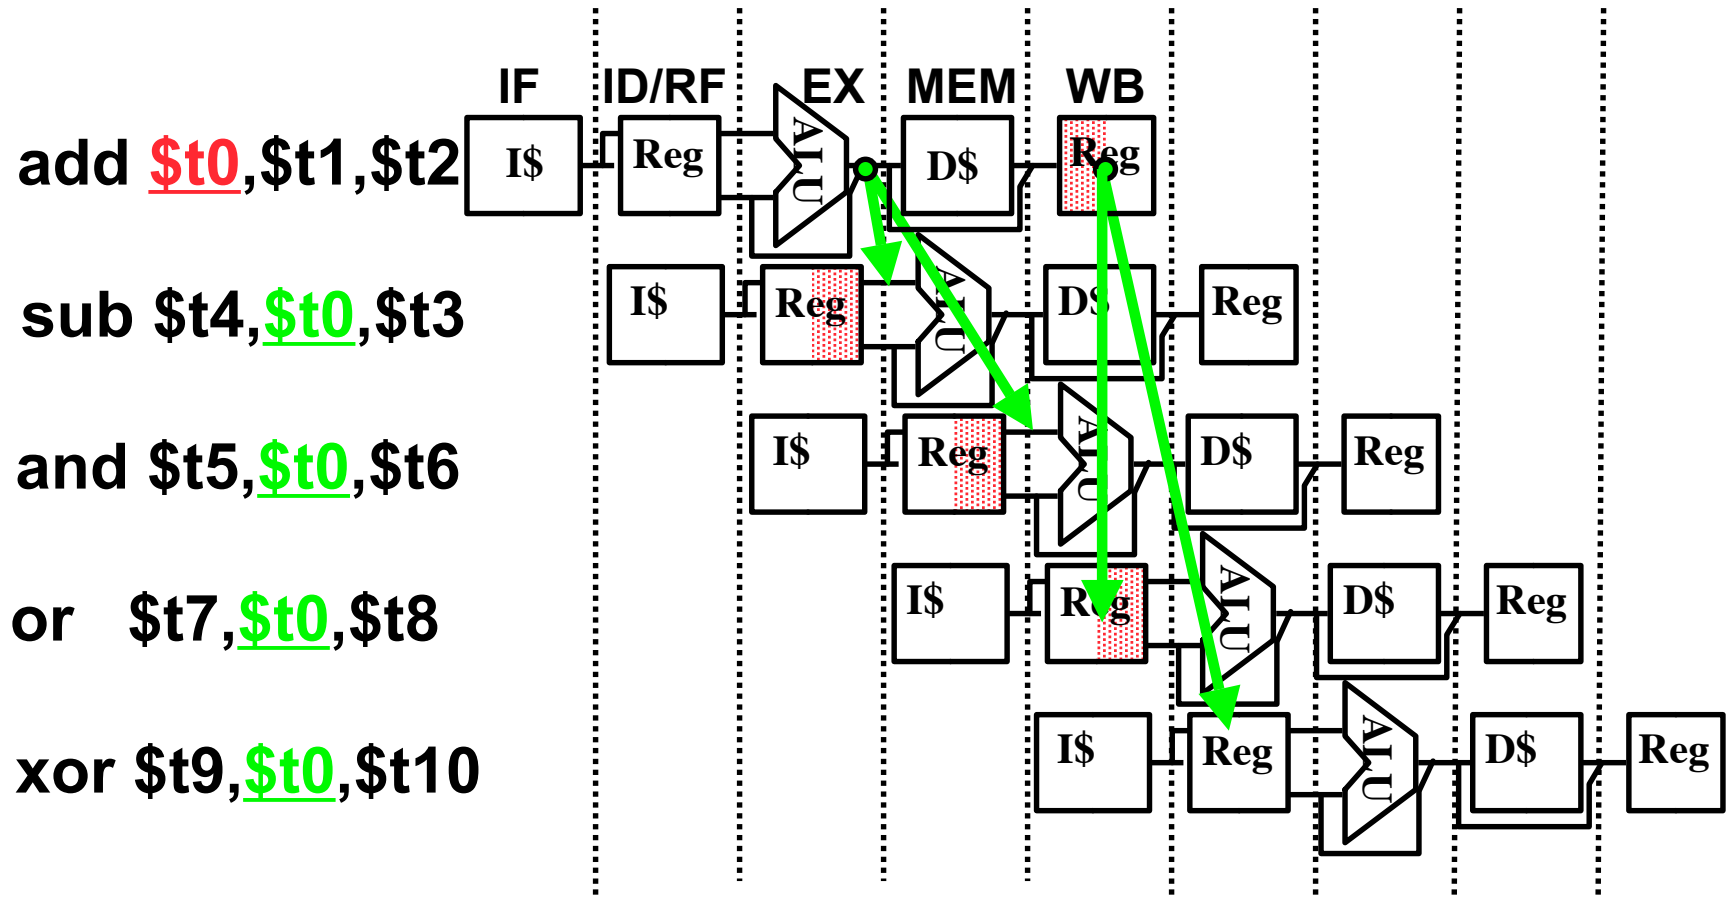 IF ID/RF EX MEM WB
add $t0,$t1,$t2 I$ Reg ALU D$ Reg
sub $t4,$t0,$t3 I$ Reg ALU D$ Reg
and $t5,$t0,$t6 I$ Reg ALU D$ Reg
or $t7,$t0,$t8 I$ Reg ALU D$ Reg
xor $t9,$t0,$t10 I$ Reg ALU D$ Reg